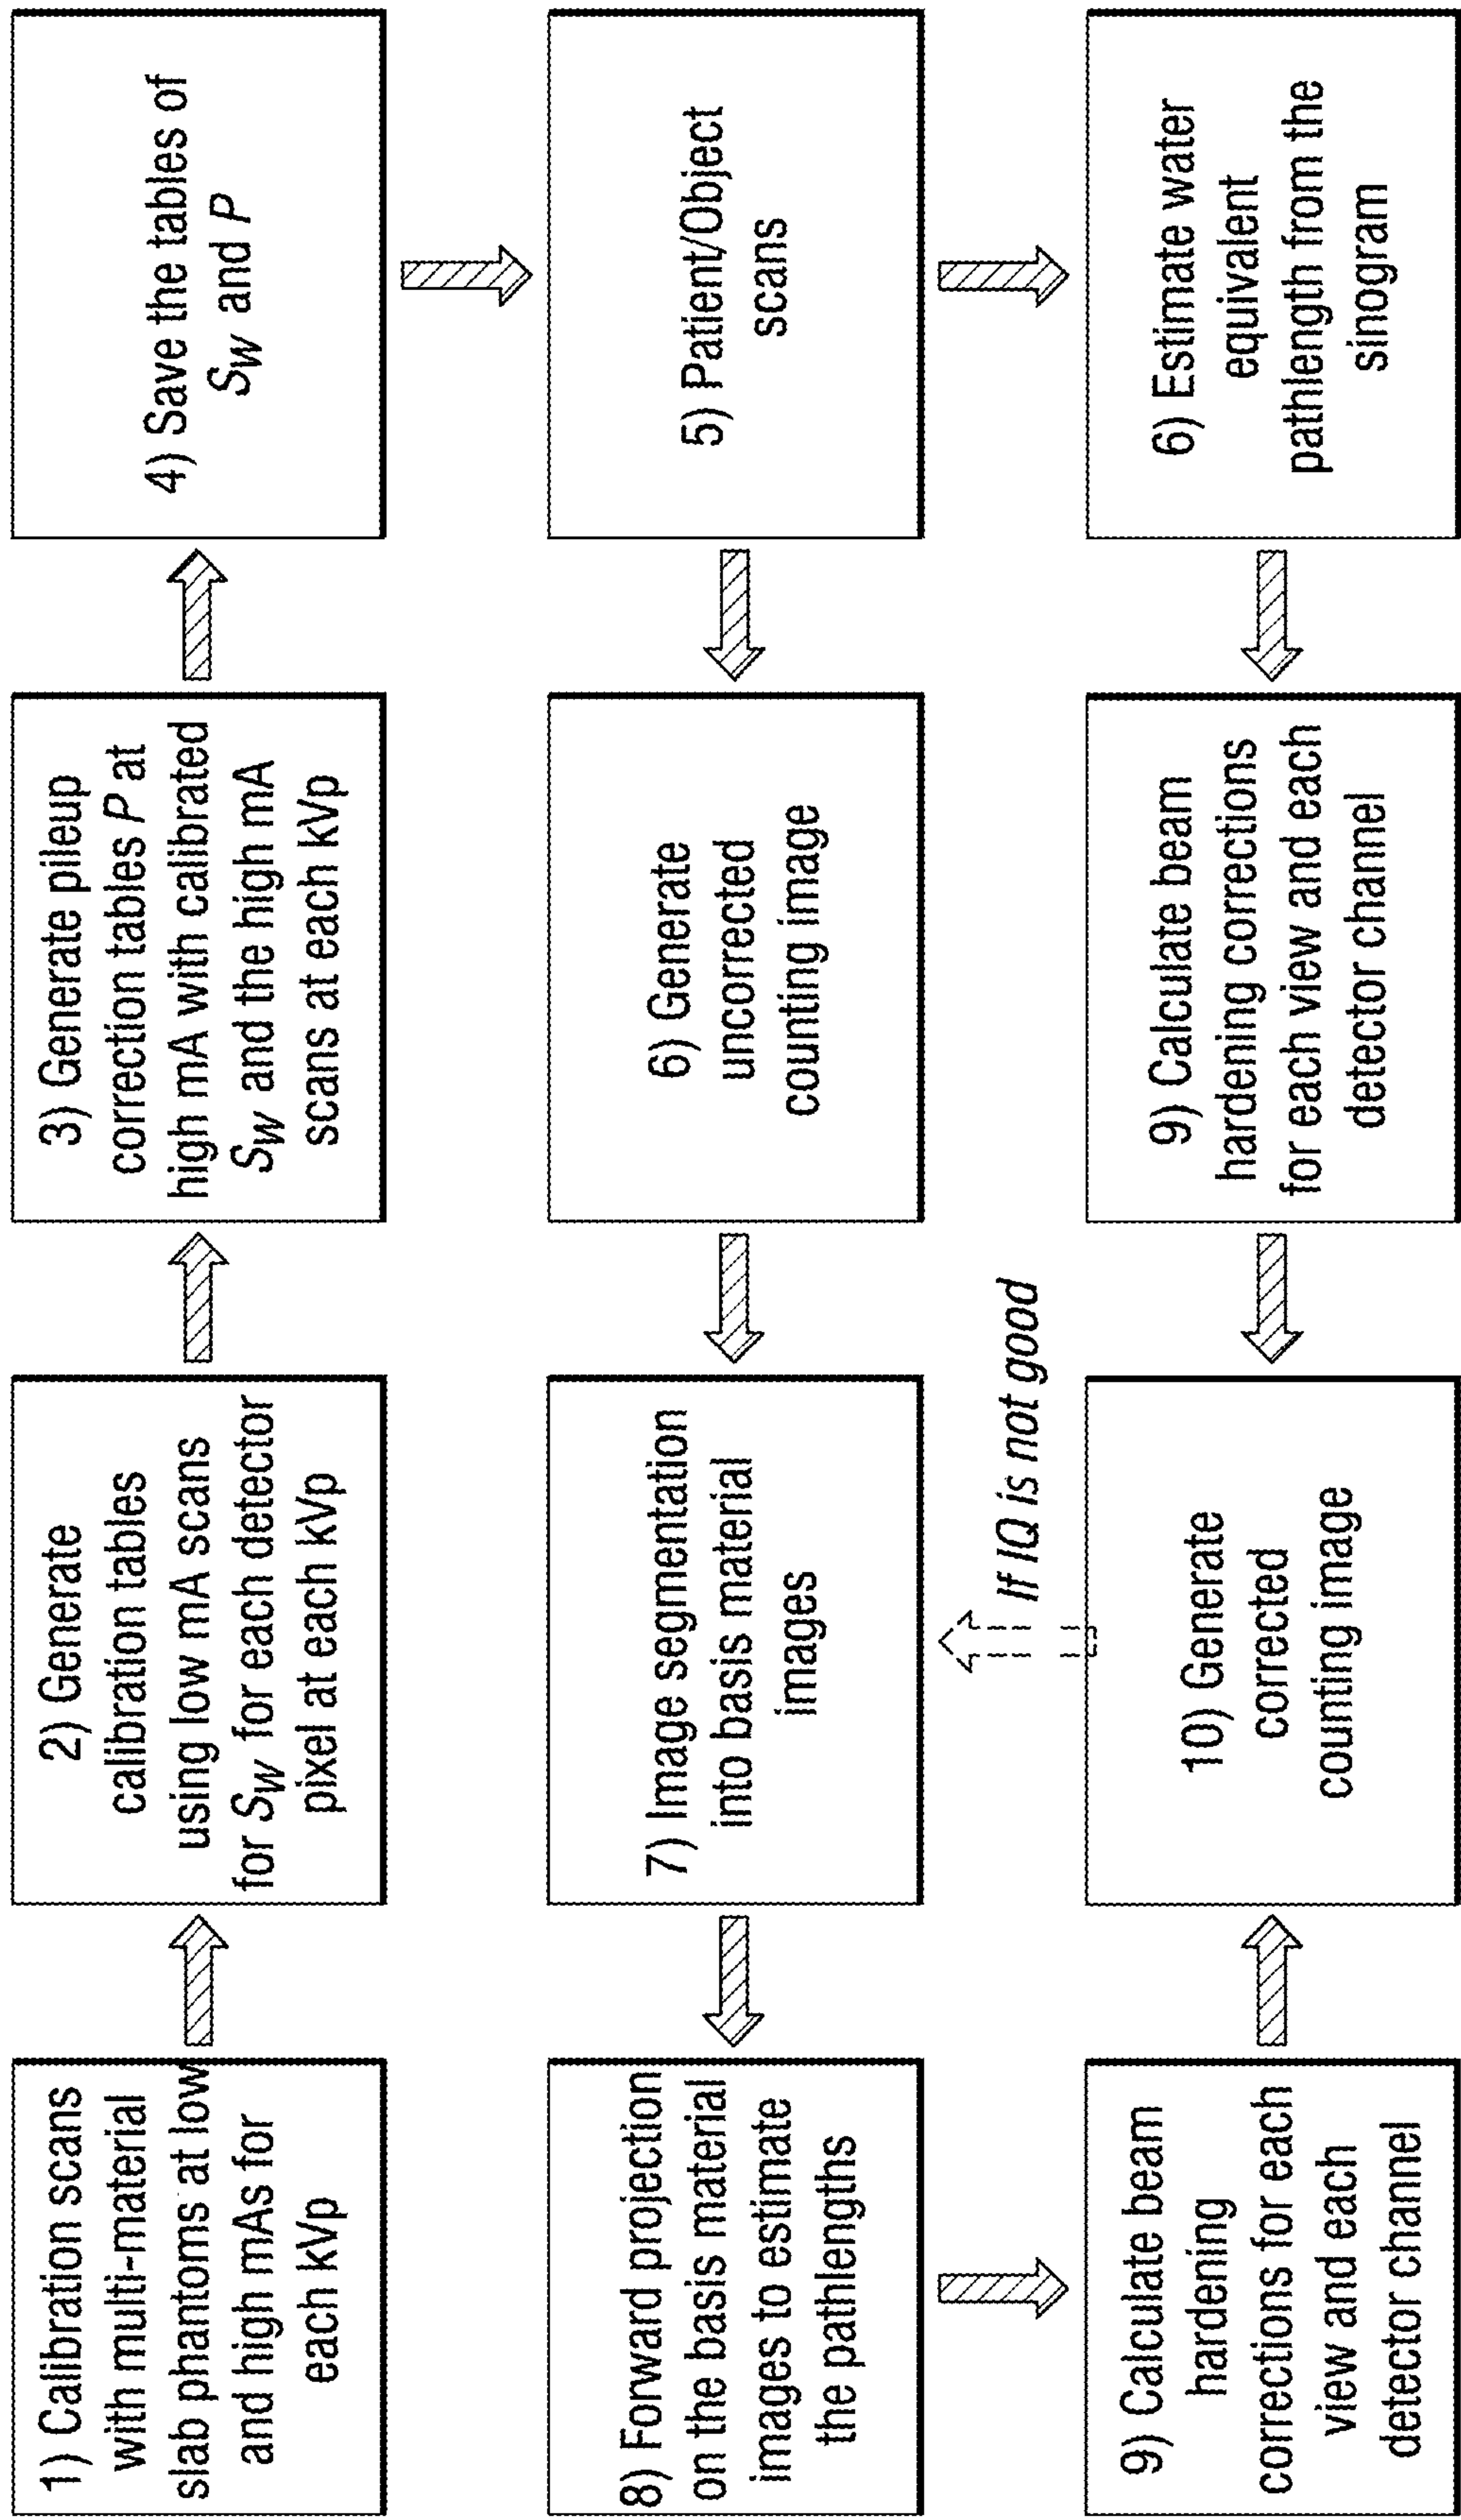 1) Calibration scans
with multi-material
slab phantoms at low
and high mAs for
each kVp
2) Generate
calibration tables
using low mA scans
for SW for each detector
pixel at each kVp
3) Generate pileup
correction tables P at
high mA with calibrated
SW and the high mA
scans at each kVp
4) Save the tables of
SW and P
8) Forward projection
on the basis material
images to estimate
the pathlengths
7) Image segmentation
into basis material
images
6) Generate
uncorrected
counting image
5) Patient/Object
scans
If IQ is not good
9) Calculate beam
hardening
corrections for each
view and each
detector channel
10) Generate
corrected
counting image
9) Calculate beam
hardening corrections
for each view and each
detector channel
6) Estimate water
equivalent
pathlength from the
sinogram